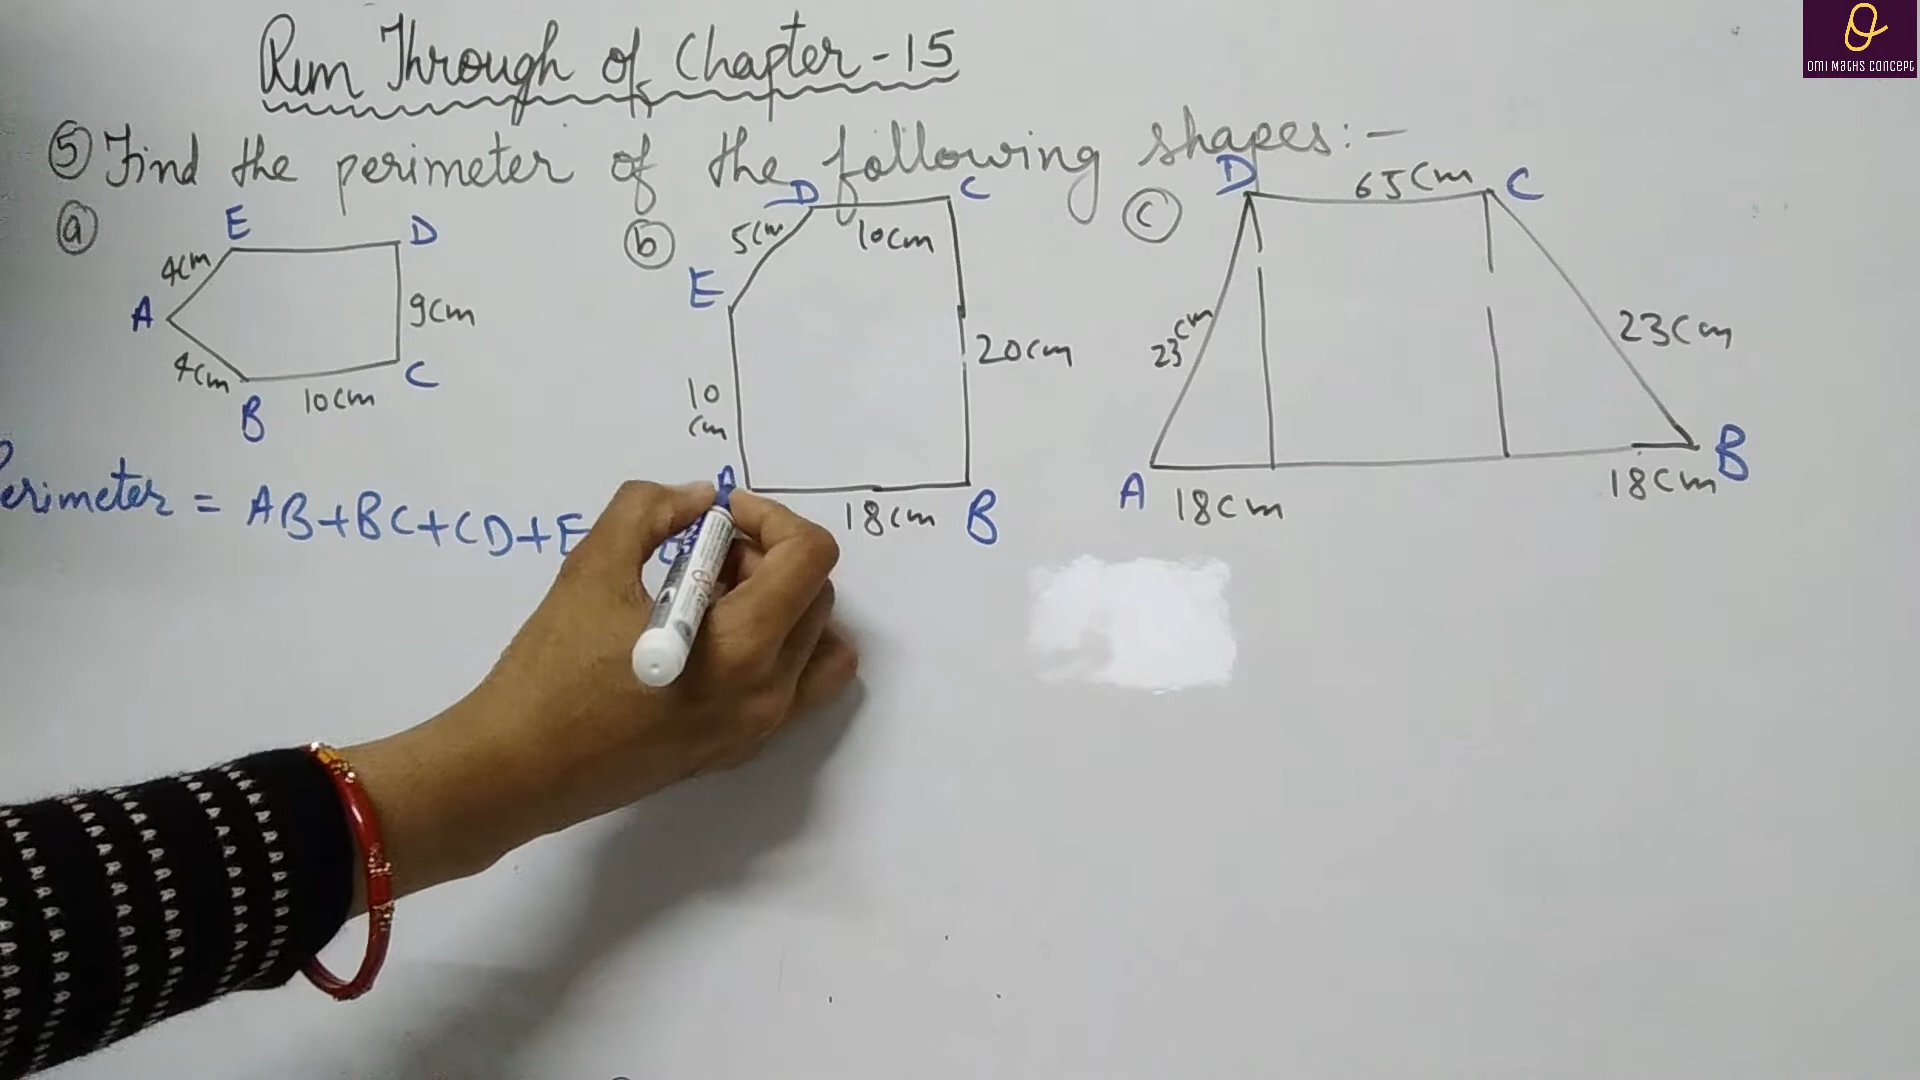 Run Through of Chapter-15
⑤ Find the perimeter of the following shapes:-
ⓐ
E
D
4cm
A
9cm
4cm
C
B
10cm
ⓑ
D
C
5cm
10cm
E
20cm
10
cm
A
18cm
B
ⓒ
D
65cm
C
23cm
23cm
A
18cm
18cm
B
Perimeter = AB+BC+CD+E
OMI MATHS CONCEPT